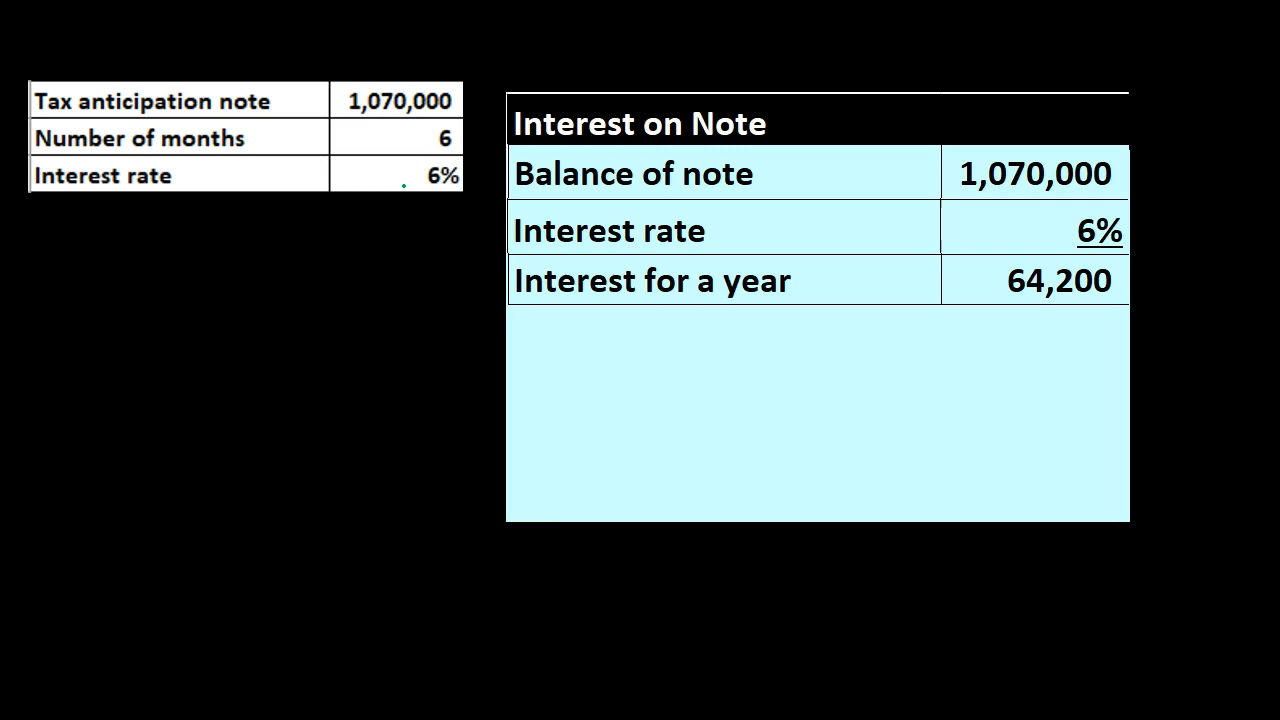 Tax anticipation note 1,070,000
Number of months 6
Interest rate 6%
Interest on Note
Balance of note 1,070,000
Interest rate 6%
Interest for a year 64,200